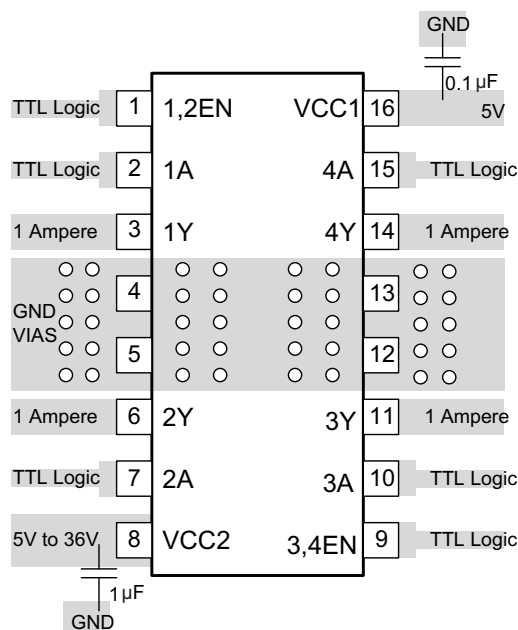 GND
0.1 µF
TTL Logic 1 1,2EN VCC1 16 5V
TTL Logic 2 1A 4A 15 TTL Logic
1 Ampere 3 1Y 4Y 14 1 Ampere
4 13
GND
VIAS
5 12
1 Ampere 6 2Y 3Y 11 1 Ampere
TTL Logic 7 2A 3A 10 TTL Logic
5V to 36V 8 VCC2 3,4EN 9 TTL Logic
1 µF
GND